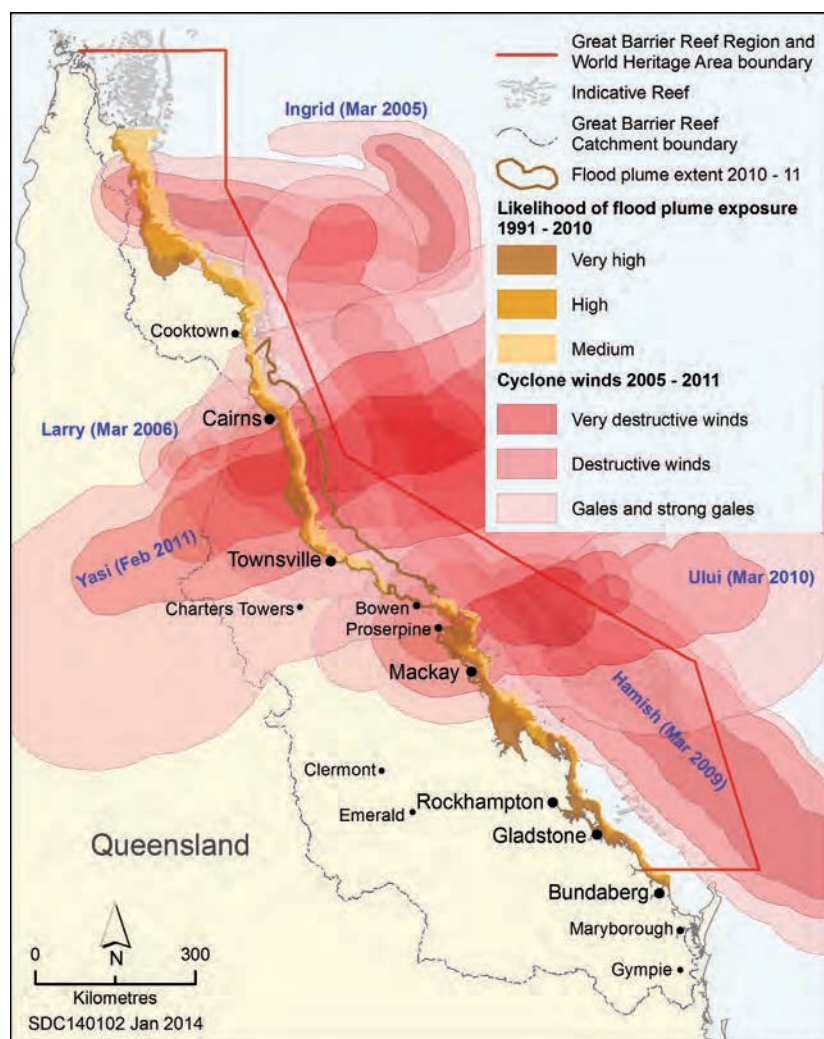 Great Barrier Reef Region and
World Heritage Area boundary
Indicative Reef
Great Barrier Reef
Catchment boundary
Flood plume extent 2010 - 11
Likelihood of flood plume exposure
1991 - 2010
Very high
High
Medium
Cyclone winds 2005 - 2011
Very destructive winds
Destructive winds
Gales and strong gales
Ingrid (Mar 2005)
Cooktown
Cairns
Larry (Mar 2006)
Yasi (Feb 2011)
Townsville
Charters Towers
Bowen
Proserpine
Mackay
Ului (Mar 2010)
Hamish (Mar 2009)
Clermont
Emerald
Rockhampton
Gladstone
Queensland
Bundaberg
Maryborough
Gympie
N
0 300
Kilometres
SDC140102 Jan 2014